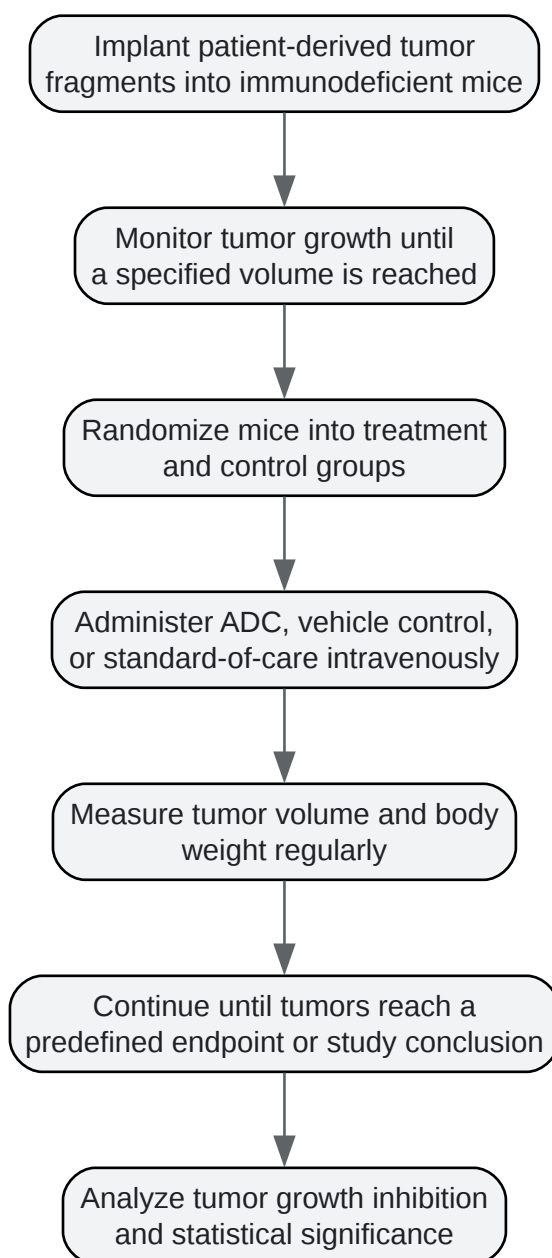 Implant patient-derived tumor
fragments into immunodeficient mice
Monitor tumor growth until
a specified volume is reached
Randomize mice into treatment
and control groups
Administer ADC, vehicle control,
or standard-of-care intravenously
Measure tumor volume and body
weight regularly
Continue until tumors reach a
predefined endpoint or study conclusion
Analyze tumor growth inhibition
and statistical significance